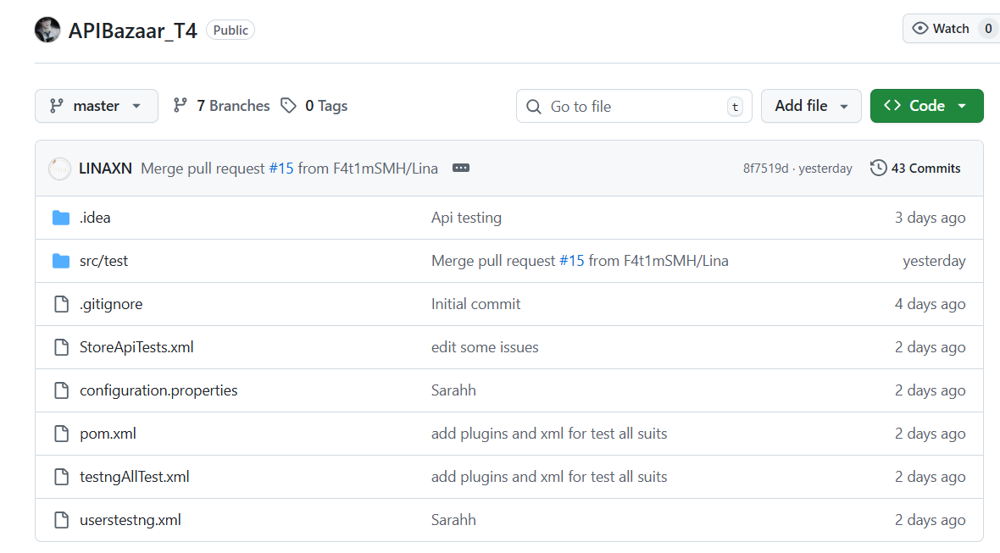 APIBazaar_T4 Public Watch 0
master 7 Branches 0 Tags Go to file t Add file Code
LINAXN Merge pull request #15 from F4t1mSMH/Lina 8f7519d · yesterday 43 Commits
.idea Api testing 3 days ago
src/test Merge pull request #15 from F4t1mSMH/Lina yesterday
.gitignore Initial commit 4 days ago
StoreApiTests.xml edit some issues 2 days ago
configuration.properties Sarahh 2 days ago
pom.xml add plugins and xml for test all suits 2 days ago
testngAllTest.xml add plugins and xml for test all suits 2 days ago
userstestng.xml Sarahh 2 days ago